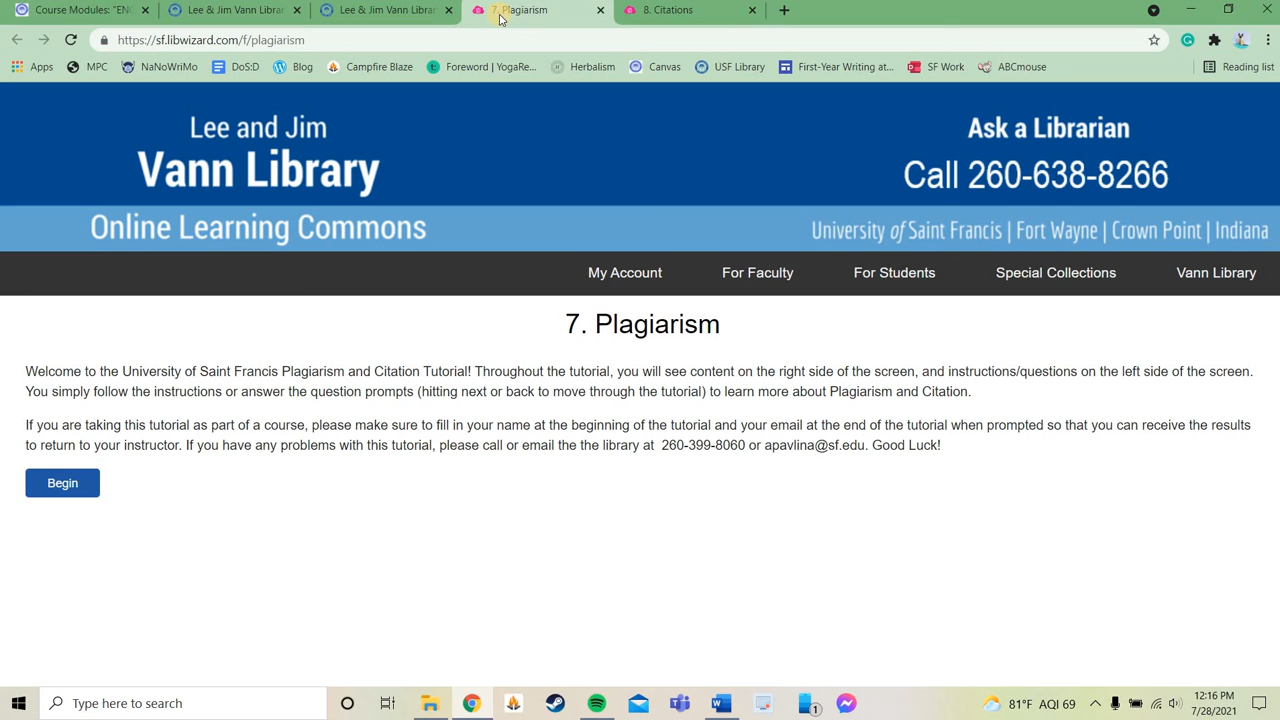 Course Modules: "EN
Lee & Jim Vann Librar
Lee & Jim Vann Librar
7. Plagiarism
8. Citations
https://sf.libwizard.com/f/plagiarism
Apps
MPC
NaNoWriMo
DoS:D
Blog
Campfire Blaze
Foreword | YogaRe...
Herbalism
Canvas
USF Library
First-Year Writing at...
SF Work
ABCmouse
Reading list
Lee and Jim
Vann Library
Online Learning Commons
Ask a Librarian
Call 260-638-8266
University of Saint Francis | Fort Wayne | Crown Point | Indiana
My Account
For Faculty
For Students
Special Collections
Vann Library
7. Plagiarism
Welcome to the University of Saint Francis Plagiarism and Citation Tutorial! Throughout the tutorial, you will see content on the right side of the screen, and instructions/questions on the left side of the screen.
You simply follow the instructions or answer the question prompts (hitting next or back to move through the tutorial) to learn more about Plagiarism and Citation.
If you are taking this tutorial as part of a course, please make sure to fill in your name at the beginning of the tutorial and your email at the end of the tutorial when prompted so that you can receive the results
to return to your instructor. If you have any problems with this tutorial, please call or email the the library at 260-399-8060 or apavlina@sf.edu. Good Luck!
Begin
Type here to search
1
81°F AQI 69
12:16 PM
7/28/2021